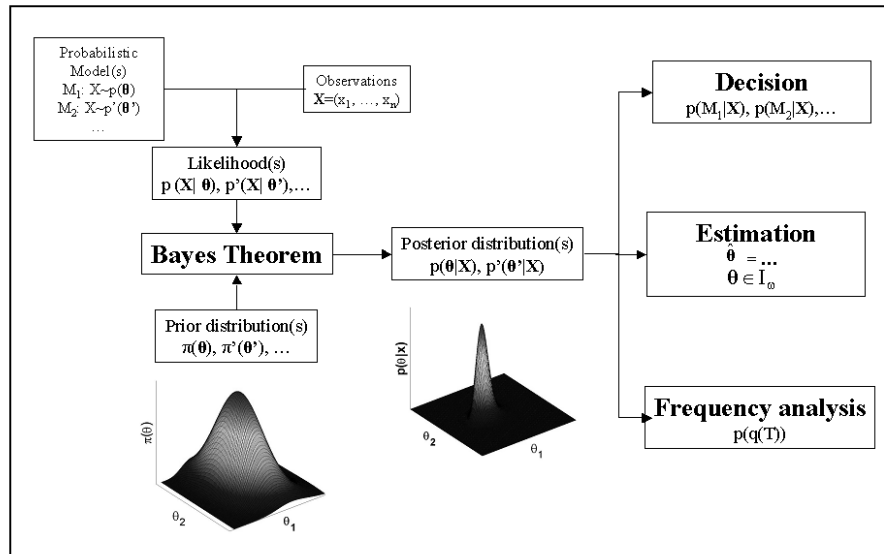 Probabilistic
Model(s)
M₁: X~p(θ)
M₂: X~p’(θ’)
…
Observations
X=(x₁, …, xₙ)
Likelihood(s)
p (X| θ), p’(X| θ’),…
Bayes Theorem
Prior distribution(s)
π(θ), π’(θ’), …
Posterior distribution(s)
p(θ|X), p’(θ’|X)
Decision
p(M₁|X), p(M₂|X),…
Estimation
θ̂ = …
θ ∈ I_ω
Frequency analysis
p(q(T))
π(θ)
θ₂
θ₁
p(θ|x)
θ₂
θ₁